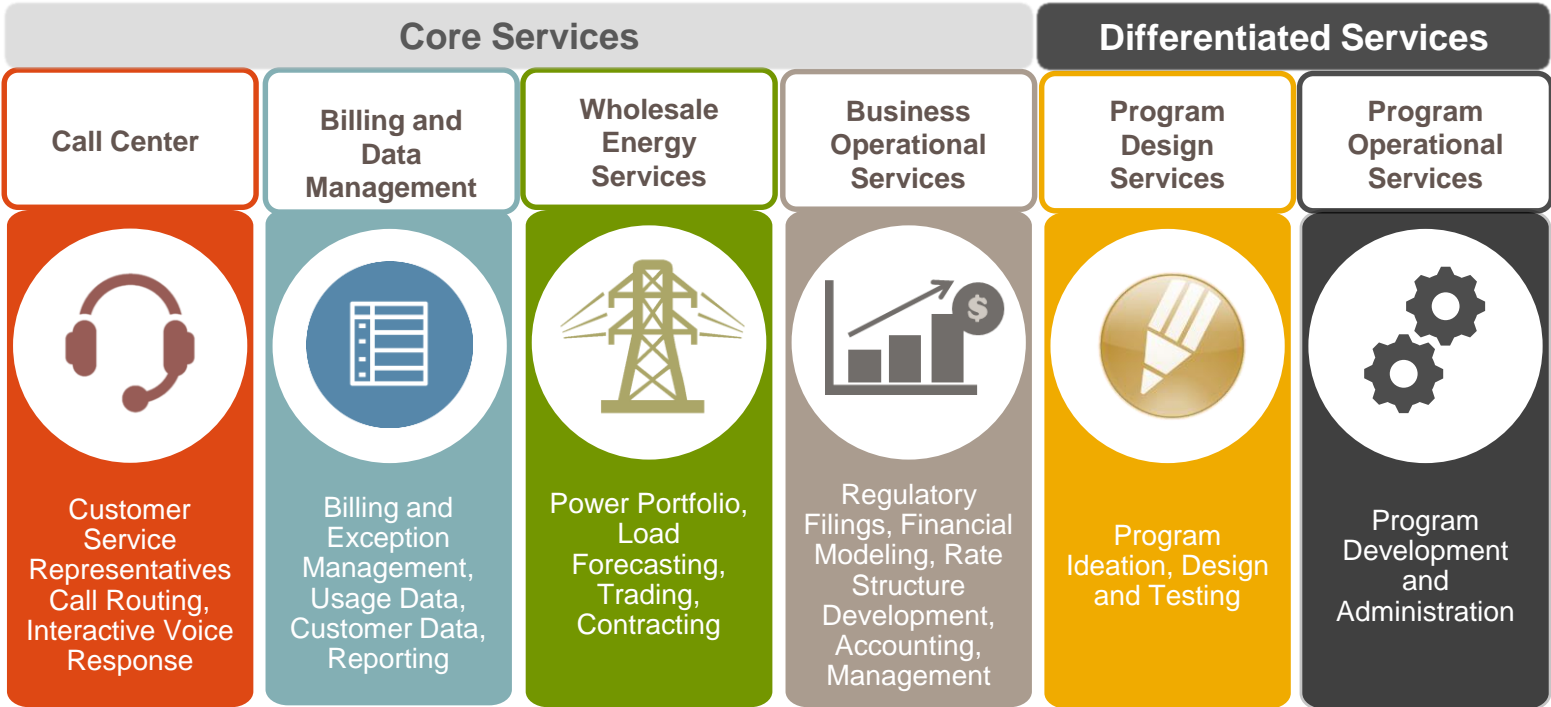 Core Services
Differentiated Services
Call Center
Billing and
Data
Management
Wholesale
Energy
Services
Business
Operational
Services
Program
Design
Services
Program
Operational
Services
$
Customer
Service
Representatives
Call Routing,
Interactive Voice
Response
Billing and
Exception
Management,
Usage Data,
Customer Data,
Reporting
Power Portfolio,
Load
Forecasting,
Trading,
Contracting
Regulatory
Filings, Financial
Modeling, Rate
Structure
Development,
Accounting,
Management
Program
Ideation, Design
and Testing
Program
Development
and
Administration